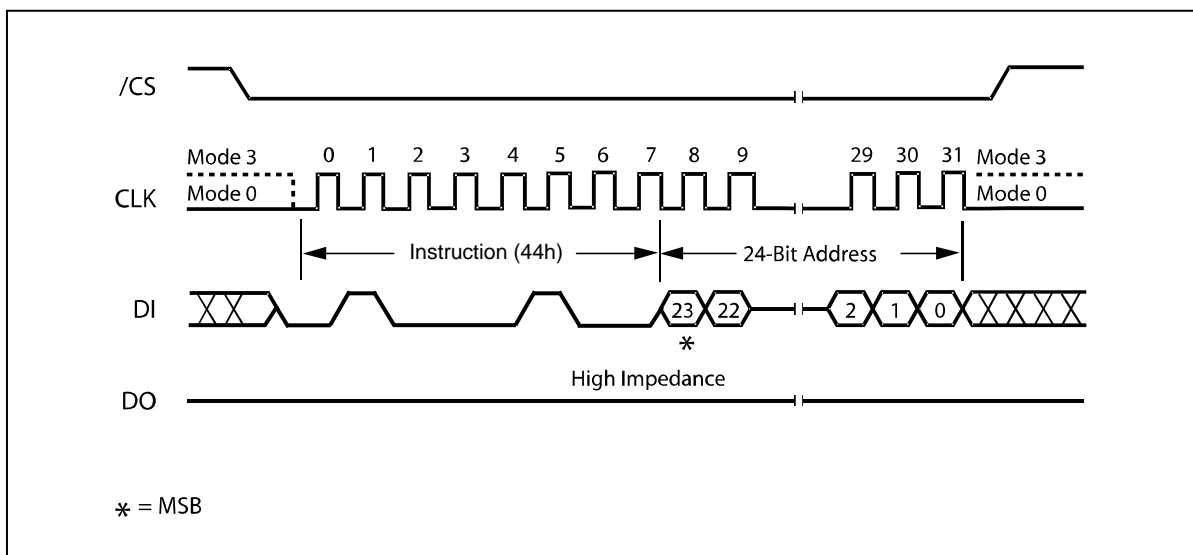 /CS
Mode 3 0 1 2 3 4 5 6 7 8 9 29 30 31 Mode 3
CLK Mode 0 Mode 0
Instruction (44h) 24-Bit Address
DI 23 22 2 1 0
*
High Impedance
DO
* = MSB